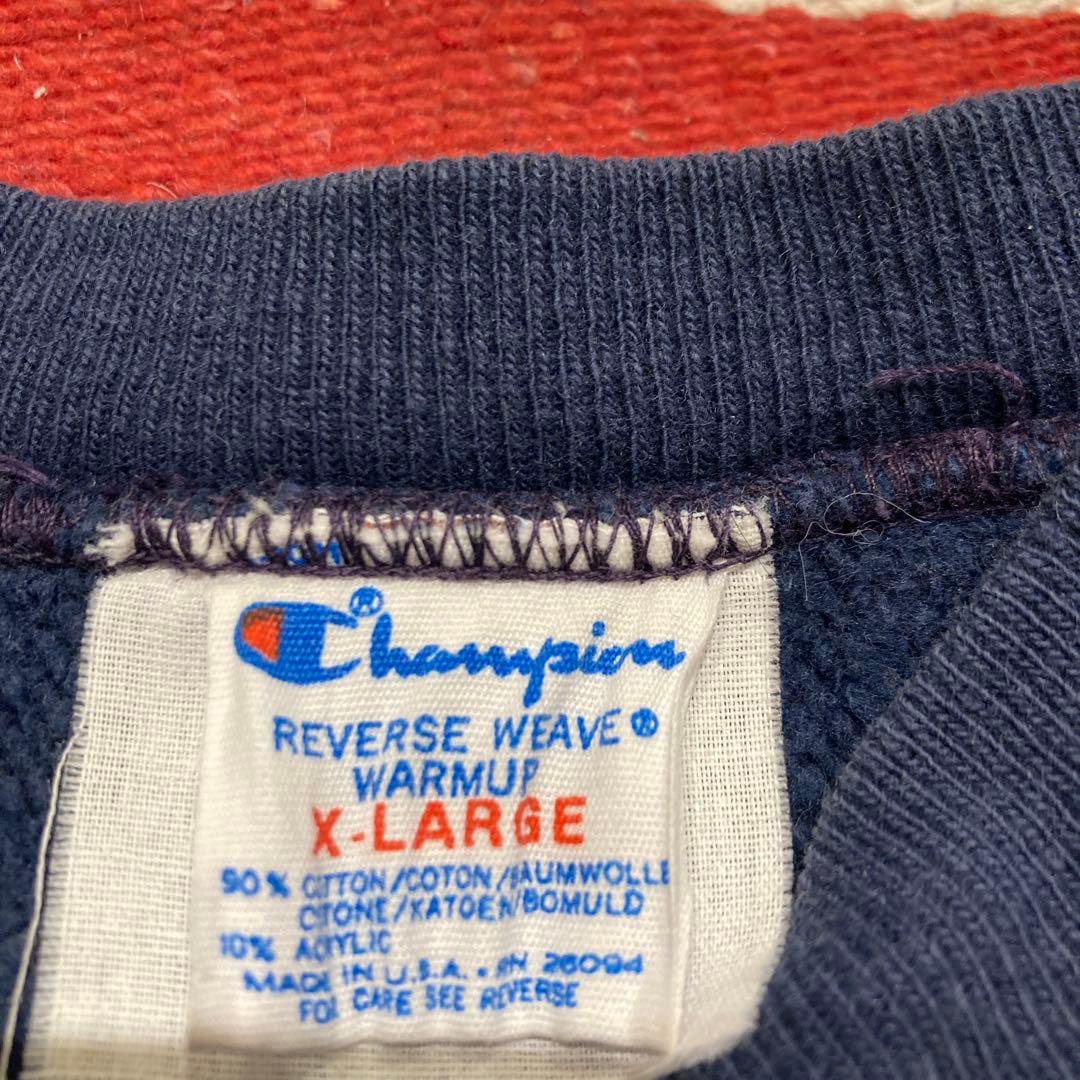 Champion®
REVERSE WEAVE®
WARMUP
X-LARGE
90% COTTON/COTON/BAUMWOLLE
CITONE/KATOEN/BOMULD
10% ACRYLIC
MADE IN U.S.A. • RN 26094
FOR CARE SEE REVERSE